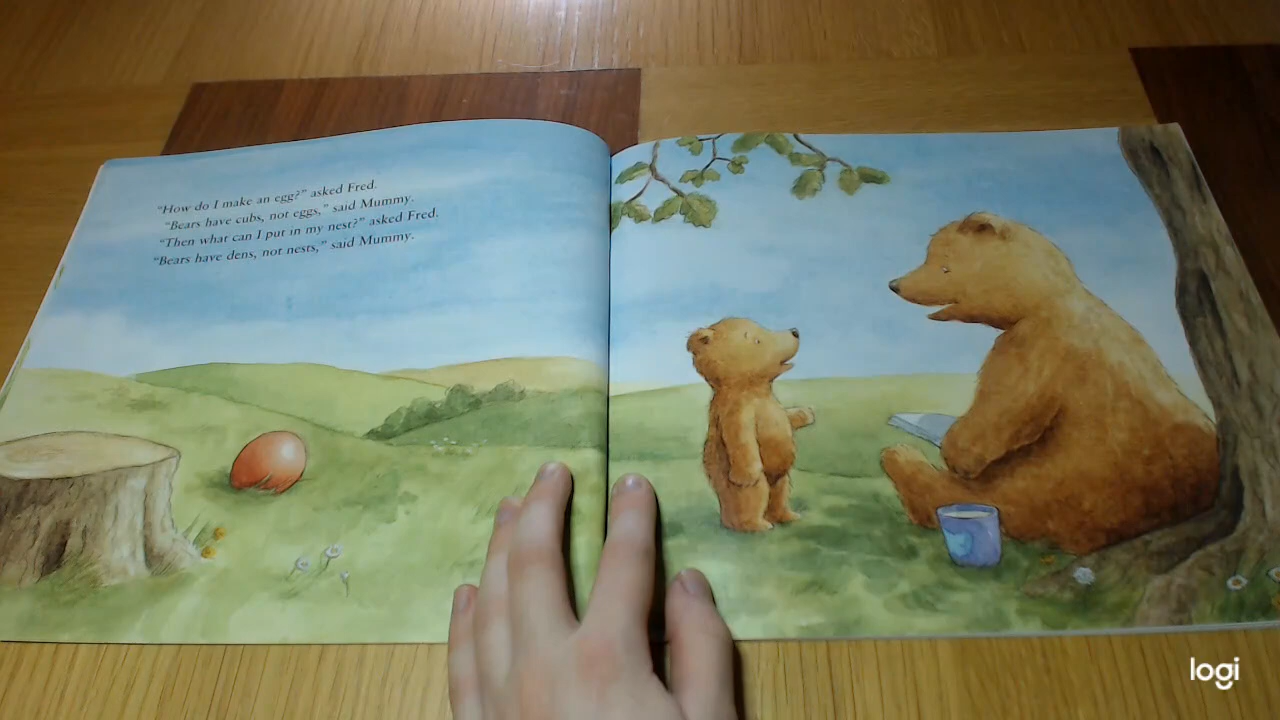 "How do I make an egg?" asked Fred.
"Bears have cubs, not eggs," said Mummy.
"Then what can I put in my nest?" asked Fred.
"Bears have dens, not nests," said Mummy.
logi